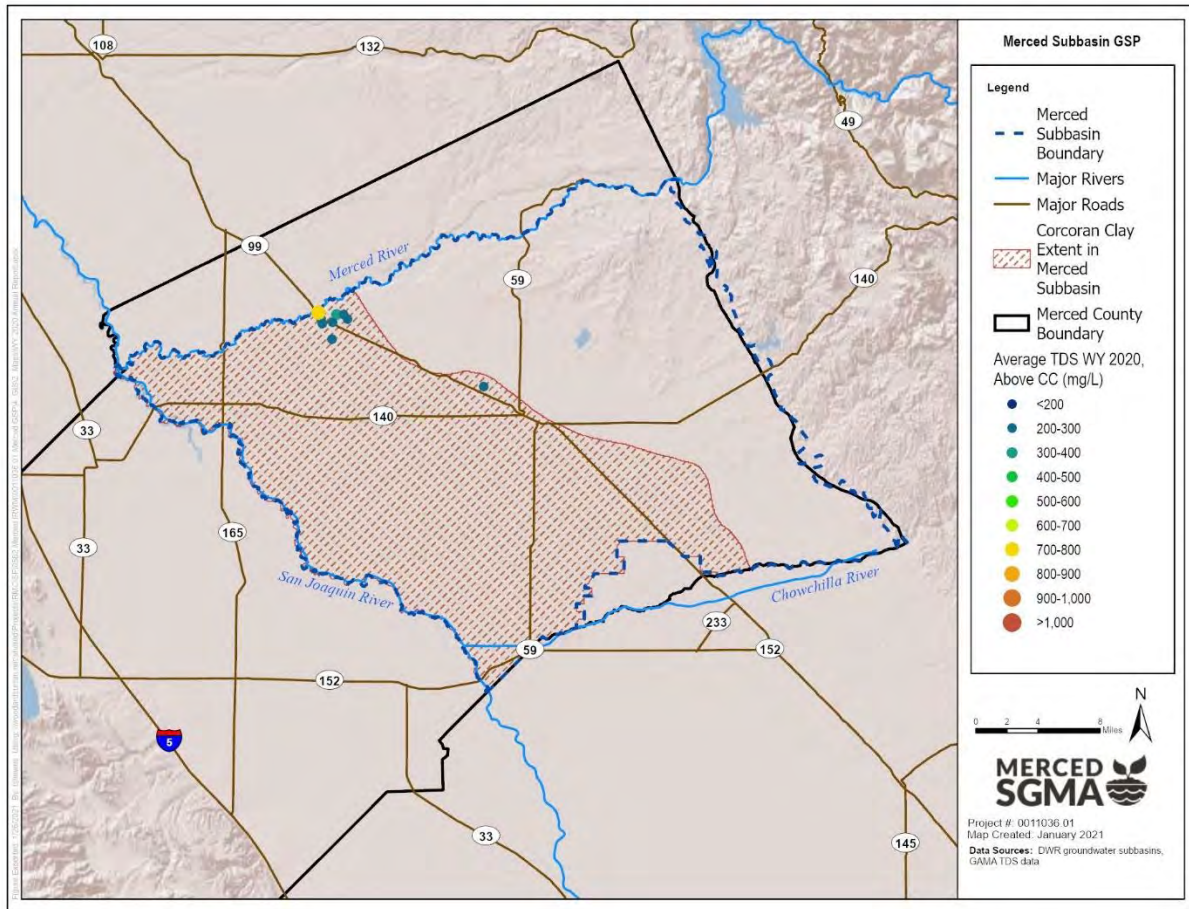 108
132
49
99
Merced River
59
140
140
33
33
165
San Joaquin River
Chowchilla River
233
59
152
152
5
33
145
Merced Subbasin GSP
Legend
Merced
Subbasin
Boundary
Major Rivers
Major Roads
Corcoran Clay
Extent in
Merced
Subbasin
Merced County
Boundary
Average TDS WY 2020,
Above CC (mg/L)
<200
200-300
300-400
400-500
500-600
600-700
700-800
800-900
900-1,000
>1,000
N
0 2 4 8
Miles
MERCED
SGMA
Project #: 0011036.01
Map Created: January 2021
Data Sources: DWR groundwater subbasins,
GAMA TDS data